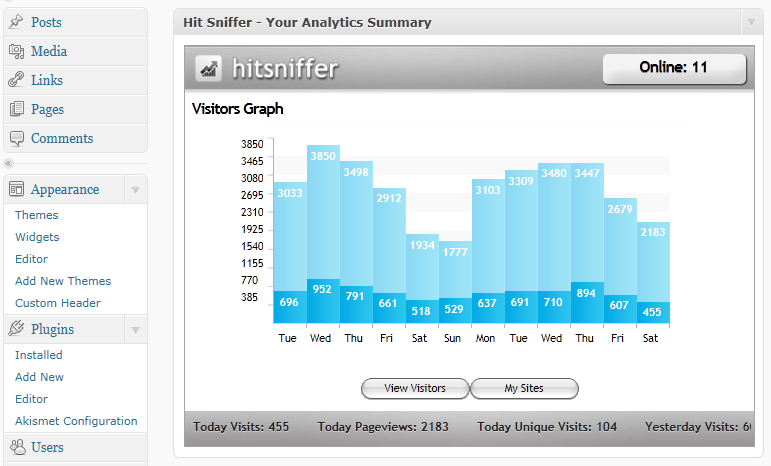 Posts
Media
Links
Pages
Comments
Appearance
Themes
Widgets
Editor
Add New Themes
Custom Header
Plugins
Installed
Add New
Editor
Akismet Configuration
Users
Hit Sniffer - Your Analytics Summary
hitsniffer
Online: 11
Visitors Graph
3850
3465
3080
2695
2310
1925
1540
1155
770
385
3033 3850 3498 2912 1934 1777 3103 3309 3480 3447 2679 2183
696 952 791 661 518 529 637 691 710 894 607 455
Tue Wed Thu Fri Sat Sun Mon Tue Wed Thu Fri Sat
View Visitors My Sites
Today Visits: 455 Today Pageviews: 2183 Today Unique Visits: 104 Yesterday Visits: